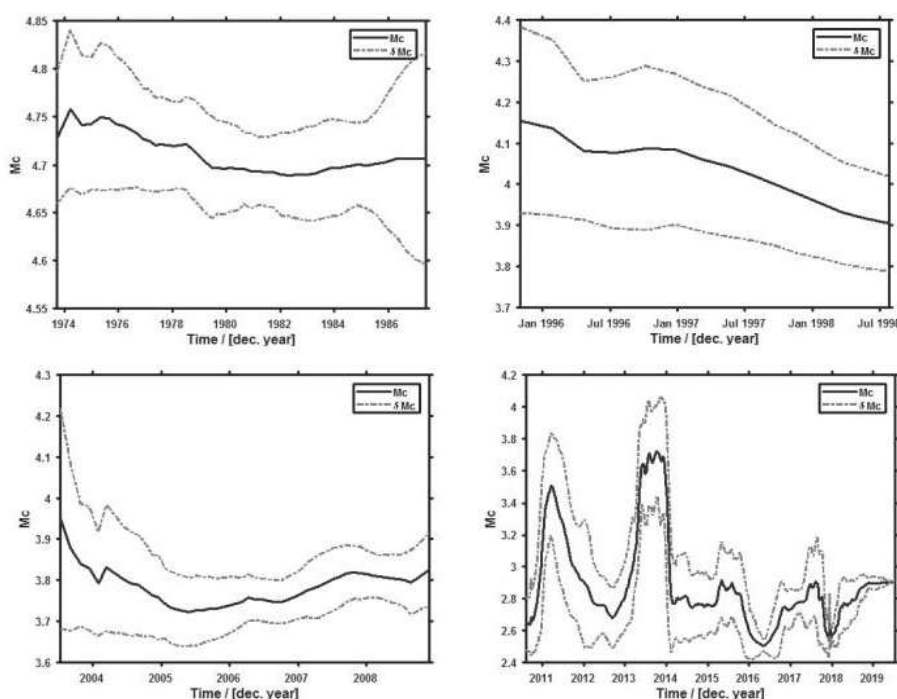 4.85
4.8
4.75
4.7
4.65
4.6
4.55
Mc
Mc
δ Mc
1974 1976 1978 1980 1982 1984 1986
Time / [dec. year]
4.4
4.3
4.2
4.1
4
3.9
3.8
3.7
Mc
Mc
δ Mc
Jan 1996 Jul 1996 Jan 1997 Jul 1997 Jan 1998 Jul 1998
Time / [dec. year]
4.3
4.2
4.1
4
3.9
3.8
3.7
3.6
Mc
Mc
δ Mc
2004 2005 2006 2007 2008
Time / [dec. year]
4.2
4
3.8
3.6
3.4
3.2
3
2.8
2.6
2.4
Mc
Mc
δ Mc
2011 2012 2013 2014 2015 2016 2017 2018 2019
Time / [dec. year]